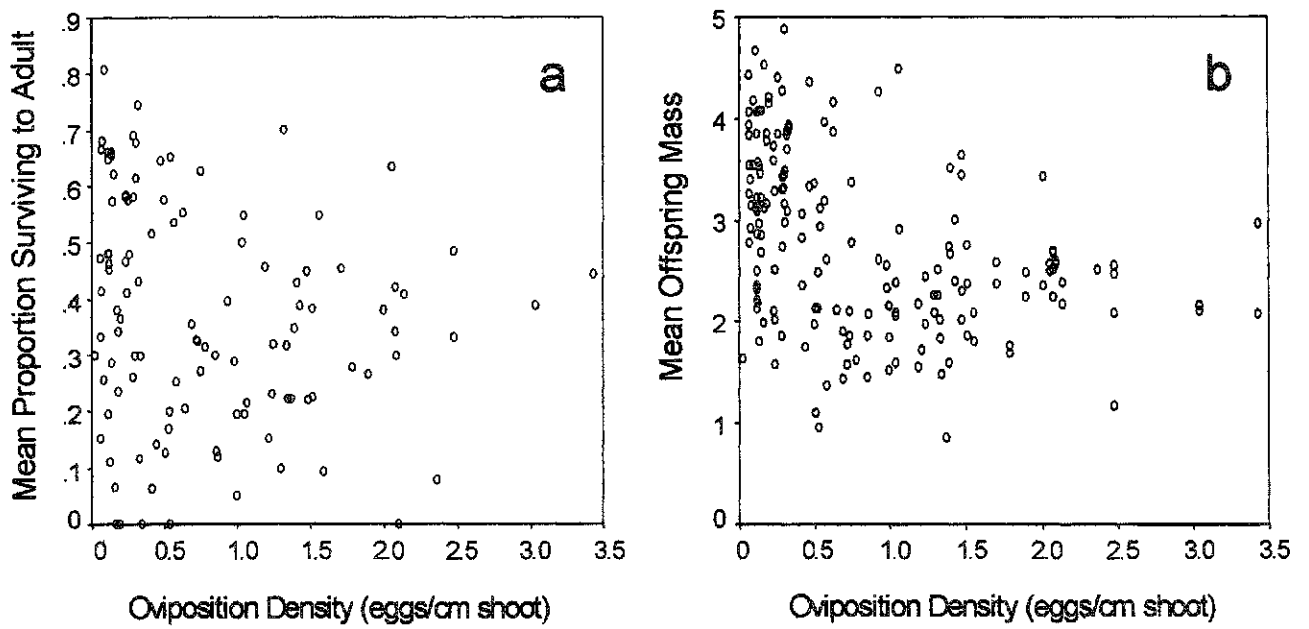 a
Mean Proportion Surviving to Adult
.9
.8
.7
.6
.5
.4
.3
.2
.1
0
0 0.5 1.0 1.5 2.0 2.5 3.0 3.5
Oviposition Density (eggs/cm shoot)
b
Mean Offspring Mass
5
4
3
2
1
0
0 0.5 1.0 1.5 2.0 2.5 3.0 3.5
Oviposition Density (eggs/cm shoot)